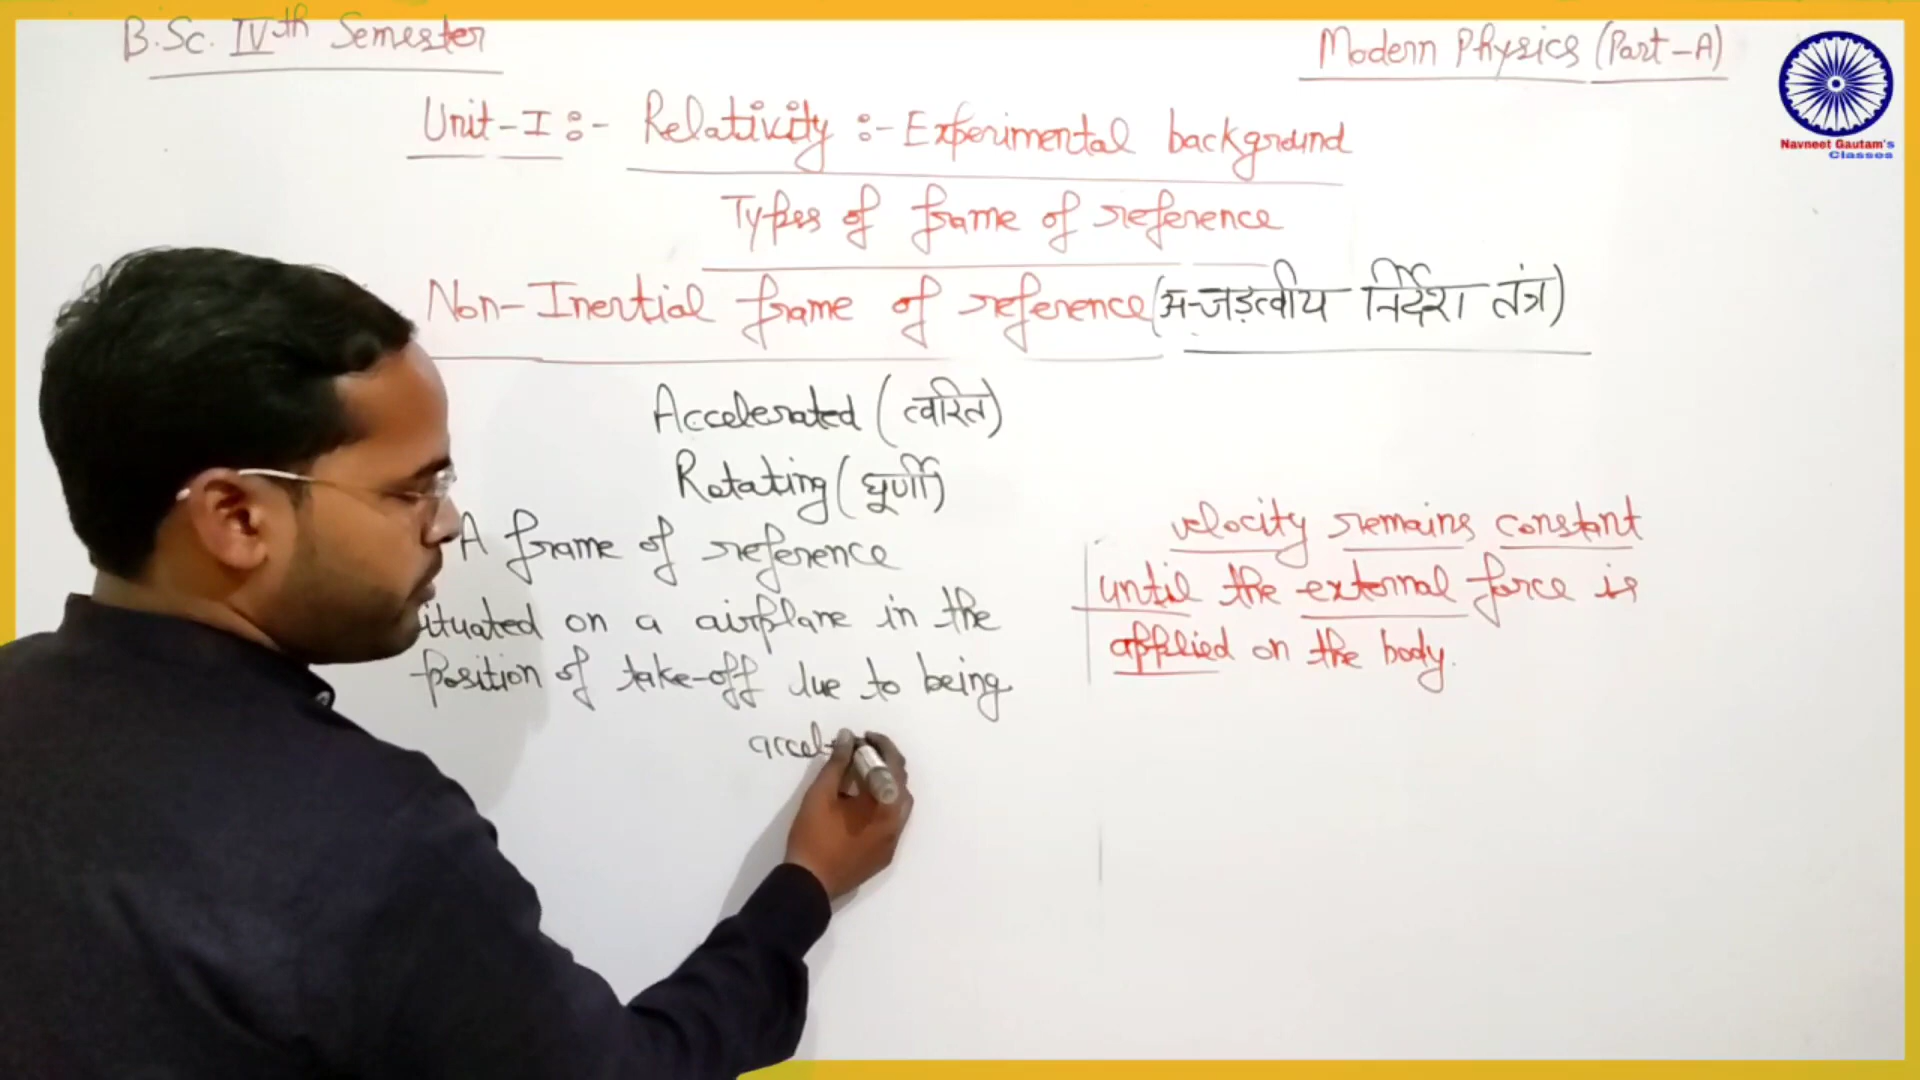 B.Sc. IVth Semester
Modern Physics (Part-A)
Navneet Gautam's
Classes
Unit-I :- Relativity :- Experimental background
Types of frame of reference
Non-Inertial frame of reference (अ-जड़त्वीय निर्देश तंत्र)
Accelerated (त्वरित)
Rotating (घूर्णी)
A frame of reference
ituated on a airplane in the
position of take-off due to being
accel
velocity remains constant
until the external force is
applied on the body.